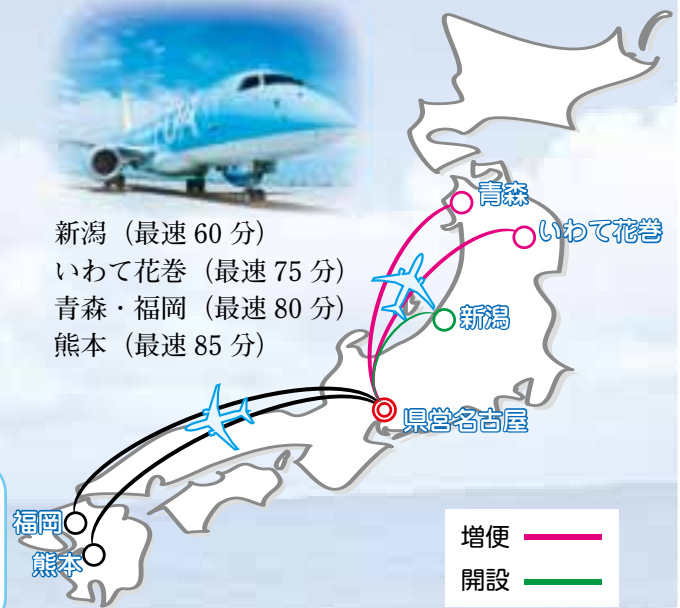 新潟（最速 60 分）
いわて花巻（最速 75 分）
青森・福岡（最速 80 分）
熊本（最速 85 分）
青森
いわて花巻
新潟
県営名古屋
福岡
熊本
増便
開設